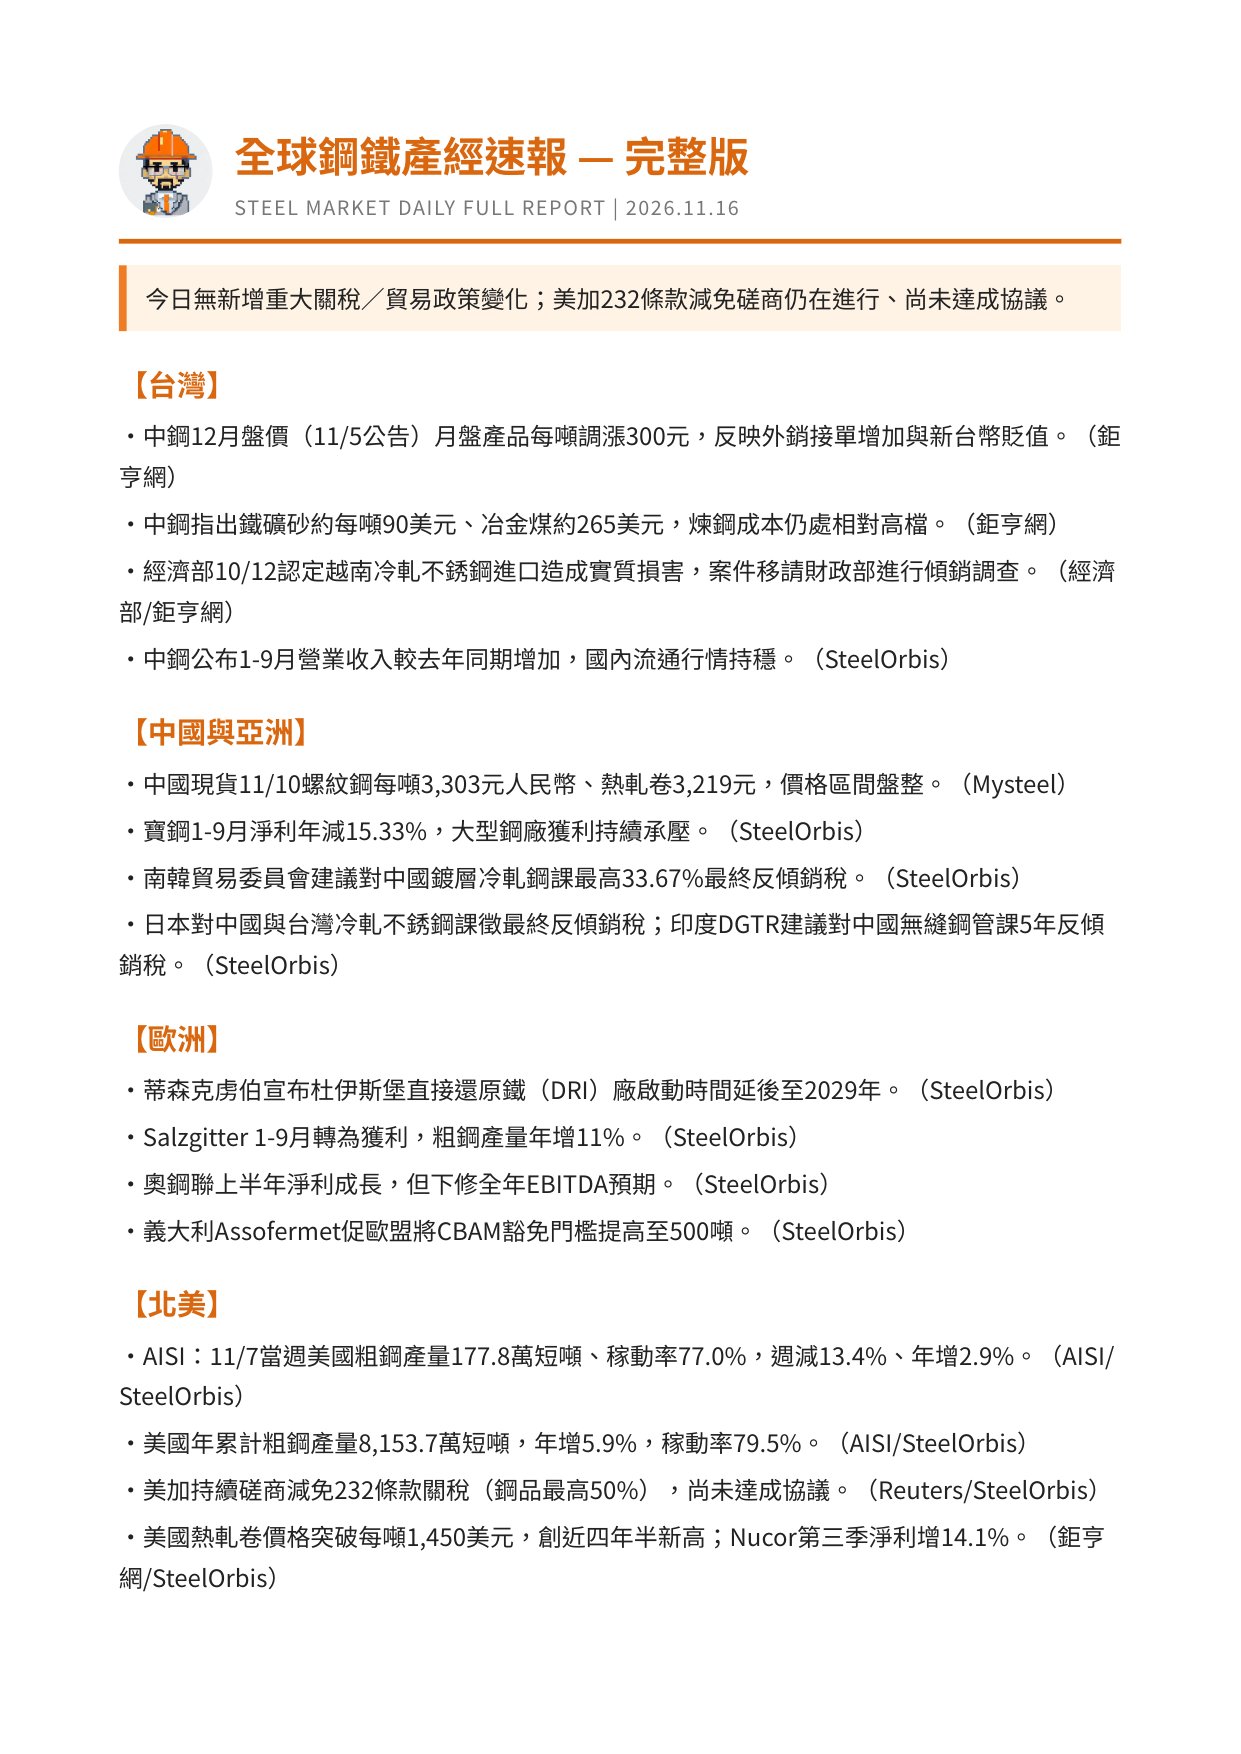 全球鋼鐵產經速報 — 完整版
STEEL MARKET DAILY FULL REPORT | 2026.11.16
今日無新增重大關稅／貿易政策變化；美加232條款減免磋商仍在進行、尚未達成協議。
【台灣】
・中鋼12月盤價（11/5公告）月盤產品每噸調漲300元，反映外銷接單增加與新台幣貶值。（鉅
亨網）
・中鋼指出鐵礦砂約每噸90美元、冶金煤約265美元，煉鋼成本仍處相對高檔。（鉅亨網）
・經濟部10/12認定越南冷軋不銹鋼進口造成實質損害，案件移請財政部進行傾銷調查。（經濟
部/鉅亨網）
・中鋼公布1-9月營業收入較去年同期增加，國內流通行情持穩。（SteelOrbis）
【中國與亞洲】
・中國現貨11/10螺紋鋼每噸3,303元人民幣、熱軋卷3,219元，價格區間盤整。（Mysteel）
・寶鋼1-9月淨利年減15.33%，大型鋼廠獲利持續承壓。（SteelOrbis）
・南韓貿易委員會建議對中國鍍層冷軋鋼課最高33.67%最終反傾銷稅。（SteelOrbis）
・日本對中國與台灣冷軋不銹鋼課徵最終反傾銷稅；印度DGTR建議對中國無縫鋼管課5年反傾
銷稅。（SteelOrbis）
【歐洲】
・蒂森克虜伯宣布杜伊斯堡直接還原鐵（DRI）廠啟動時間延後至2029年。（SteelOrbis）
・Salzgitter 1-9月轉為獲利，粗鋼產量年增11%。（SteelOrbis）
・奧鋼聯上半年淨利成長，但下修全年EBITDA預期。（SteelOrbis）
・義大利Assofermet促歐盟將CBAM豁免門檻提高至500噸。（SteelOrbis）
【北美】
・AISI：11/7當週美國粗鋼產量177.8萬短噸、稼動率77.0%，週減13.4%、年增2.9%。（AISI/
SteelOrbis）
・美國年累計粗鋼產量8,153.7萬短噸，年增5.9%，稼動率79.5%。（AISI/SteelOrbis）
・美加持續磋商減免232條款關稅（鋼品最高50%），尚未達成協議。（Reuters/SteelOrbis）
・美國熱軋卷價格突破每噸1,450美元，創近四年半新高；Nucor第三季淨利增14.1%。（鉅亨
網/SteelOrbis）